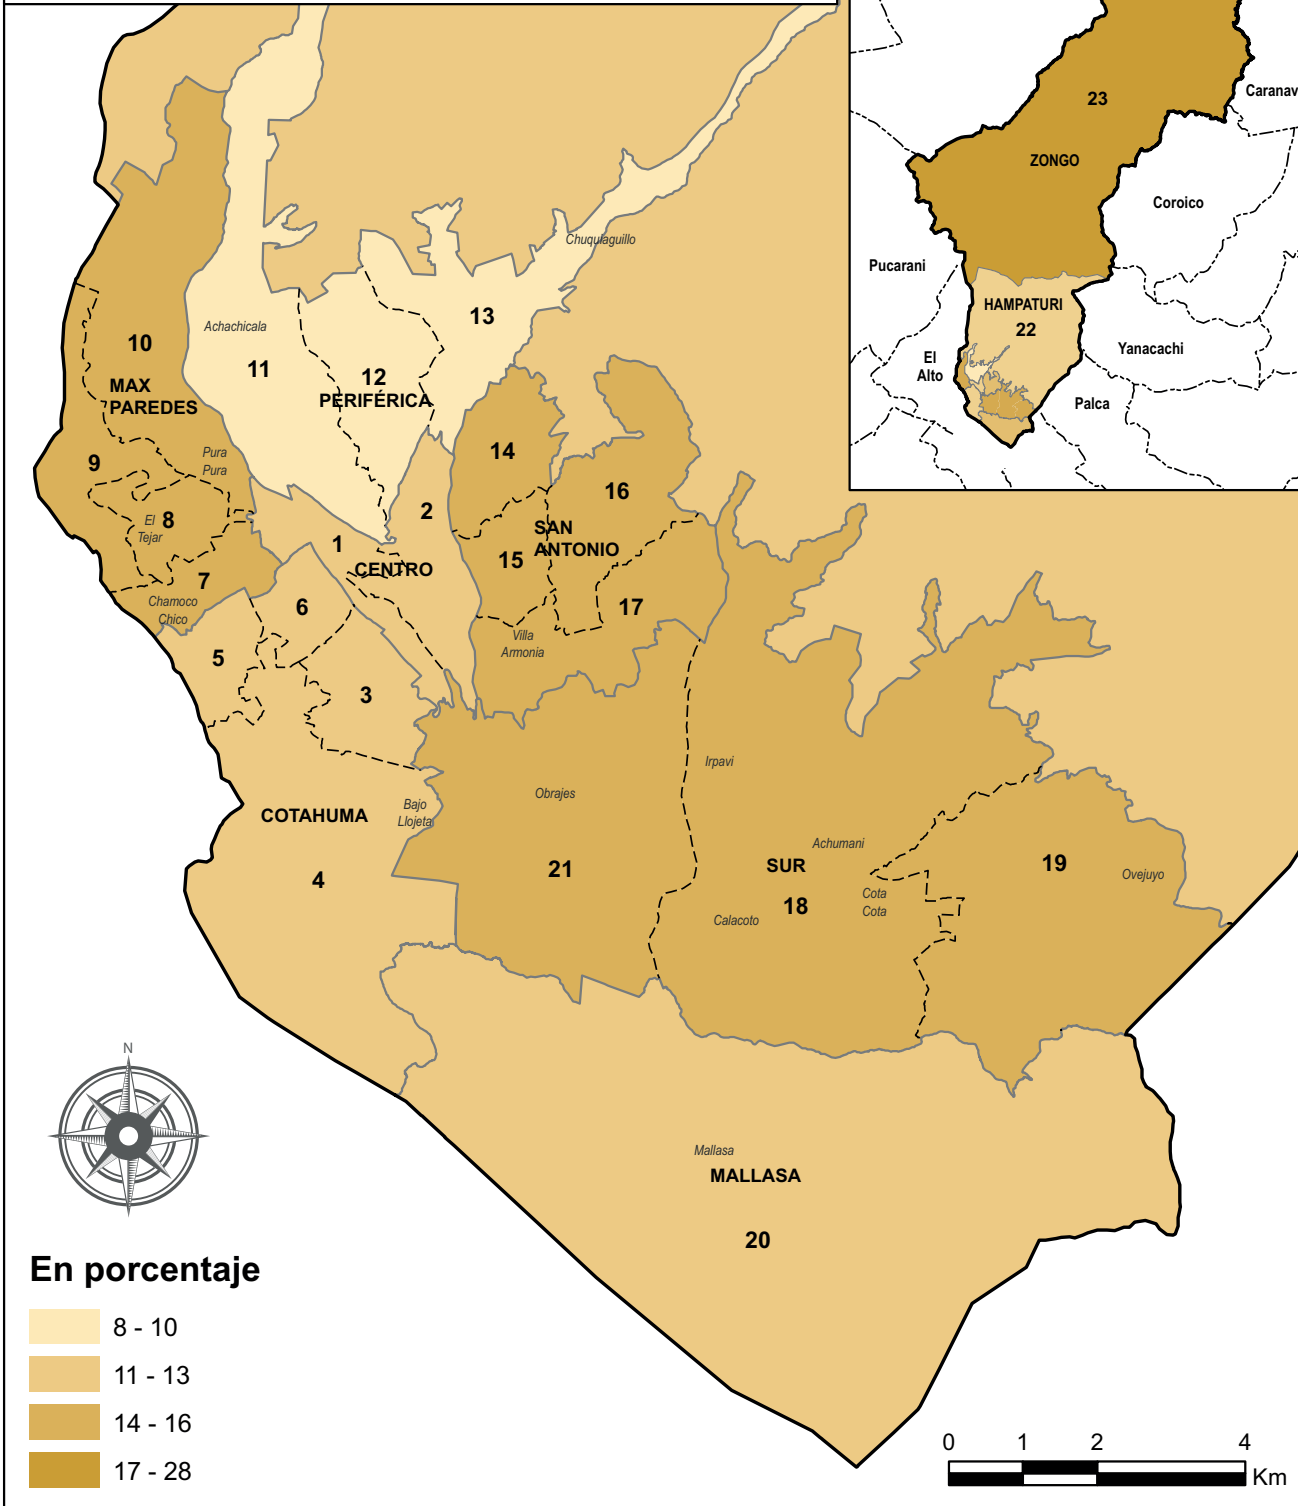 23
Caranav
ZONGO
Coroico
Pucarani
HAMPATURI
22
Yanacachi
El
Alto
Palca
Chuquiaguillo
13
Achachicala
11
10
MAX
PAREDES
12
PERIFÉRICA
9
Pura
Pura
14
16
2
8
El
Tejar
1
SAN
ANTONIO
15
CENTRO
7
6
17
Chamoco
Chico
Villa
Armonia
5
3
Irpavi
Obrajes
Bajo
Llojeta
COTAHUMA
Achumani
SUR
21
19
Ovejuyo
4
Cota
Cota
18
Calacoto
N
Mallasa
MALLASA
20
En porcentaje
8 - 10
11 - 13
14 - 16
17 - 28
0 1 2 4
Km